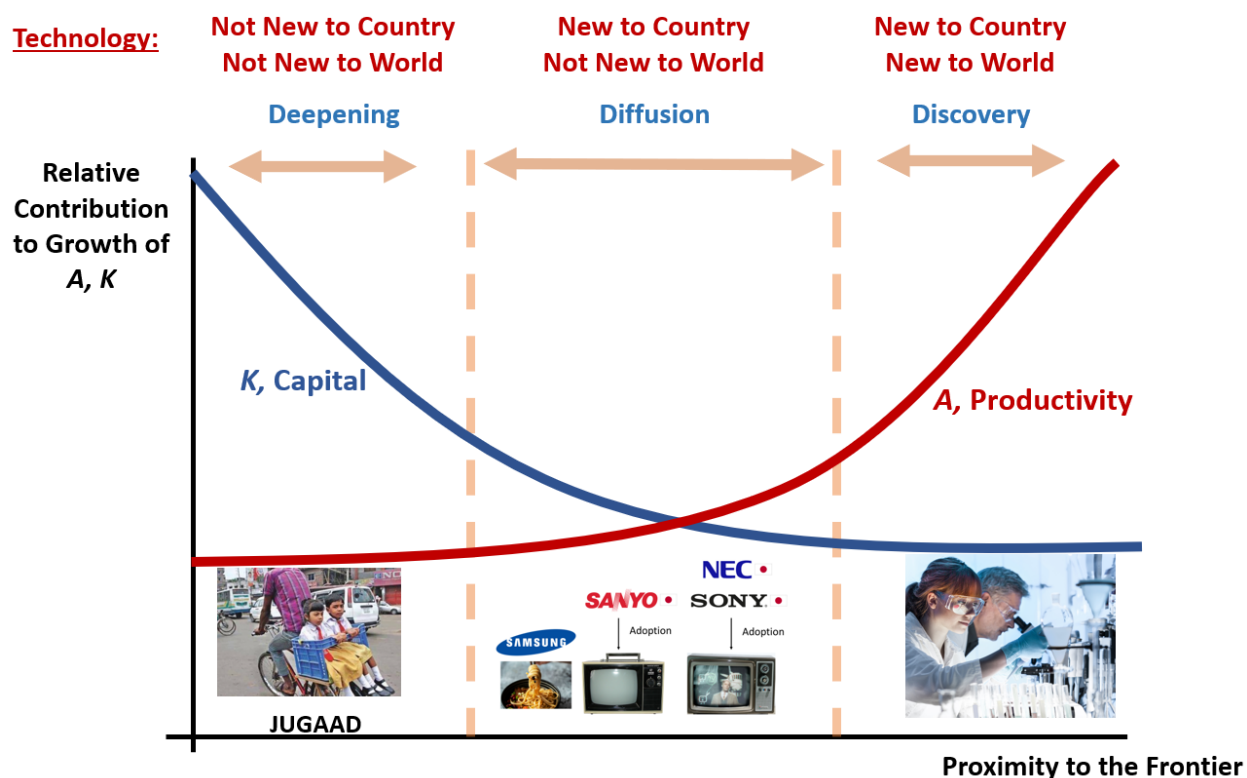 Technology:
Not New to Country
Not New to World
New to Country
Not New to World
New to Country
New to World
Deepening
Diffusion
Discovery
Relative
Contribution
to Growth of
A, K
K, Capital
A, Productivity
NEC
SANYO
SONY
Adoption
Adoption
SAMSUNG
JUGAAD
Proximity to the Frontier